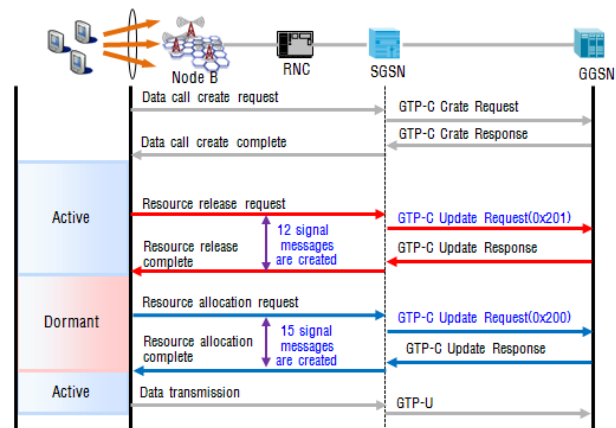 Node B
RNC
SGSN
GGSN
Data call create request
GTP-C Crate Request
GTP-C Crate Response
Data call create complete
Active
Resource release request
GTP-C Update Request(0x201)
12 signal
messages
are created
Resource release
complete
GTP-C Update Response
Dormant
Resource allocation request
GTP-C Update Request(0x200)
15 signal
messages
are created
Resource allocation
complete
GTP-C Update Response
Active
Data transmission
GTP-U